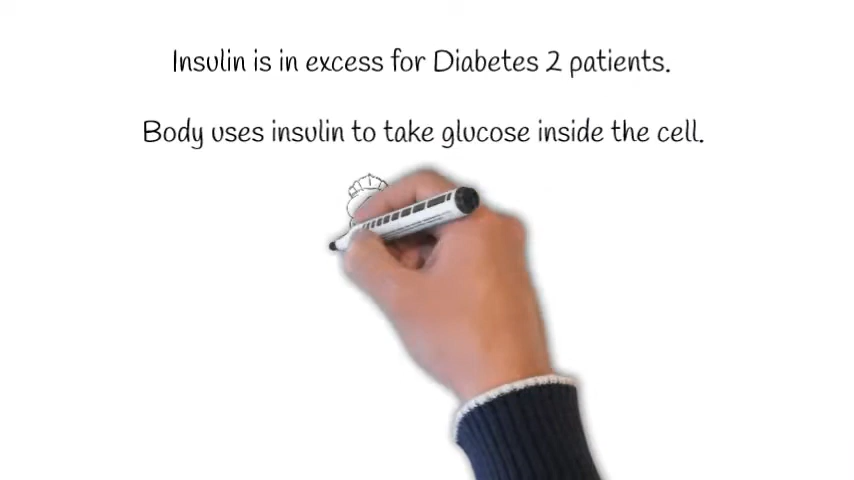 Insulin is in excess for Diabetes 2 patients.
Body uses insulin to take glucose inside the cell.